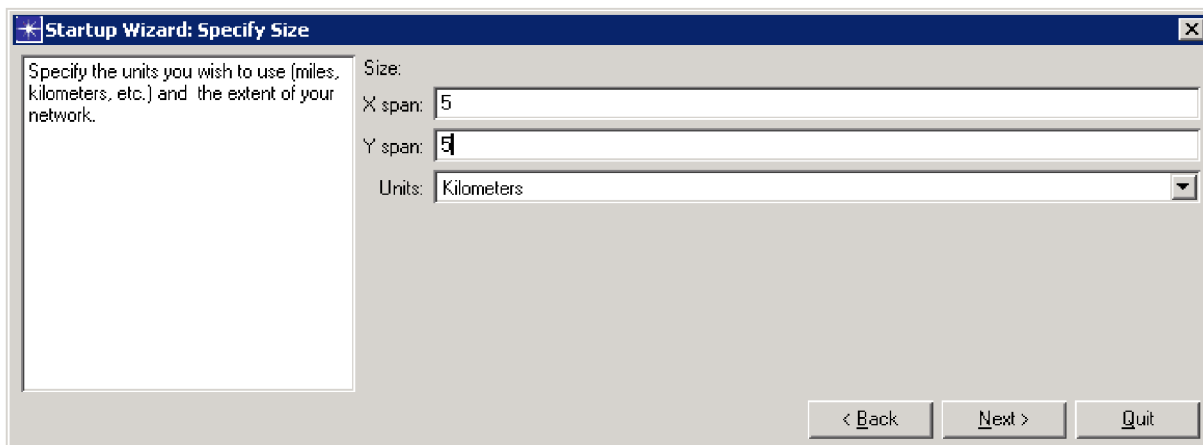 Startup Wizard: Specify Size
Specify the units you wish to use (miles,
kilometers, etc.) and  the extent of your
network.
Size:
X span: 5
Y span: 5
Units: Kilometers
< Back Next > Quit